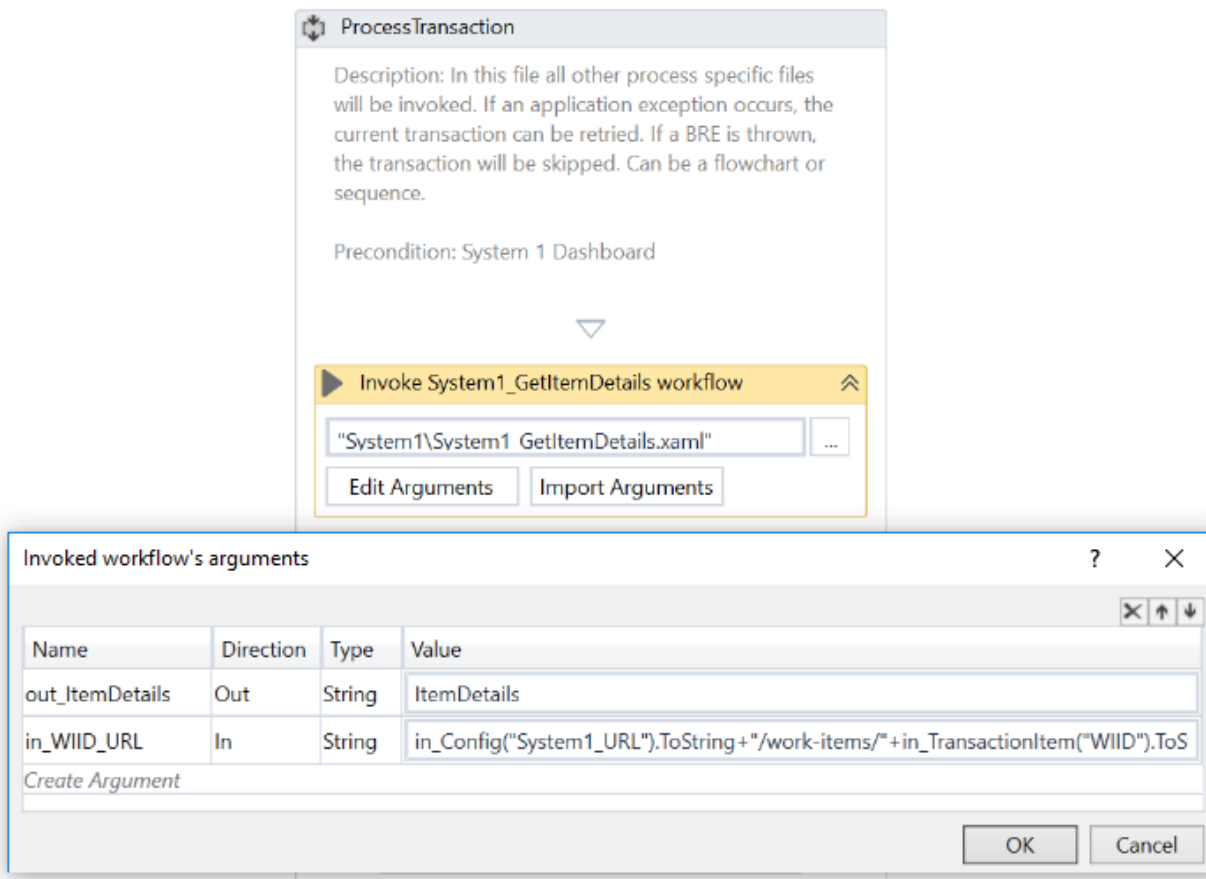 ProcessTransaction
Description: In this file all other process specific files
will be invoked. If an application exception occurs, the
current transaction can be retried. If a BRE is thrown,
the transaction will be skipped. Can be a flowchart or
sequence.
Precondition: System 1 Dashboard
Invoke System1_GetItemDetails workflow
"System1\System1_GetItemDetails.xaml"
...
Edit Arguments
Import Arguments
Invoked workflow's arguments
?
Name Direction Type Value
out_ItemDetails Out String ItemDetails
in_WIID_URL In String in_Config("System1_URL").ToString+"/work-items/"+in_TransactionItem("WIID").ToS
Create Argument
OK Cancel